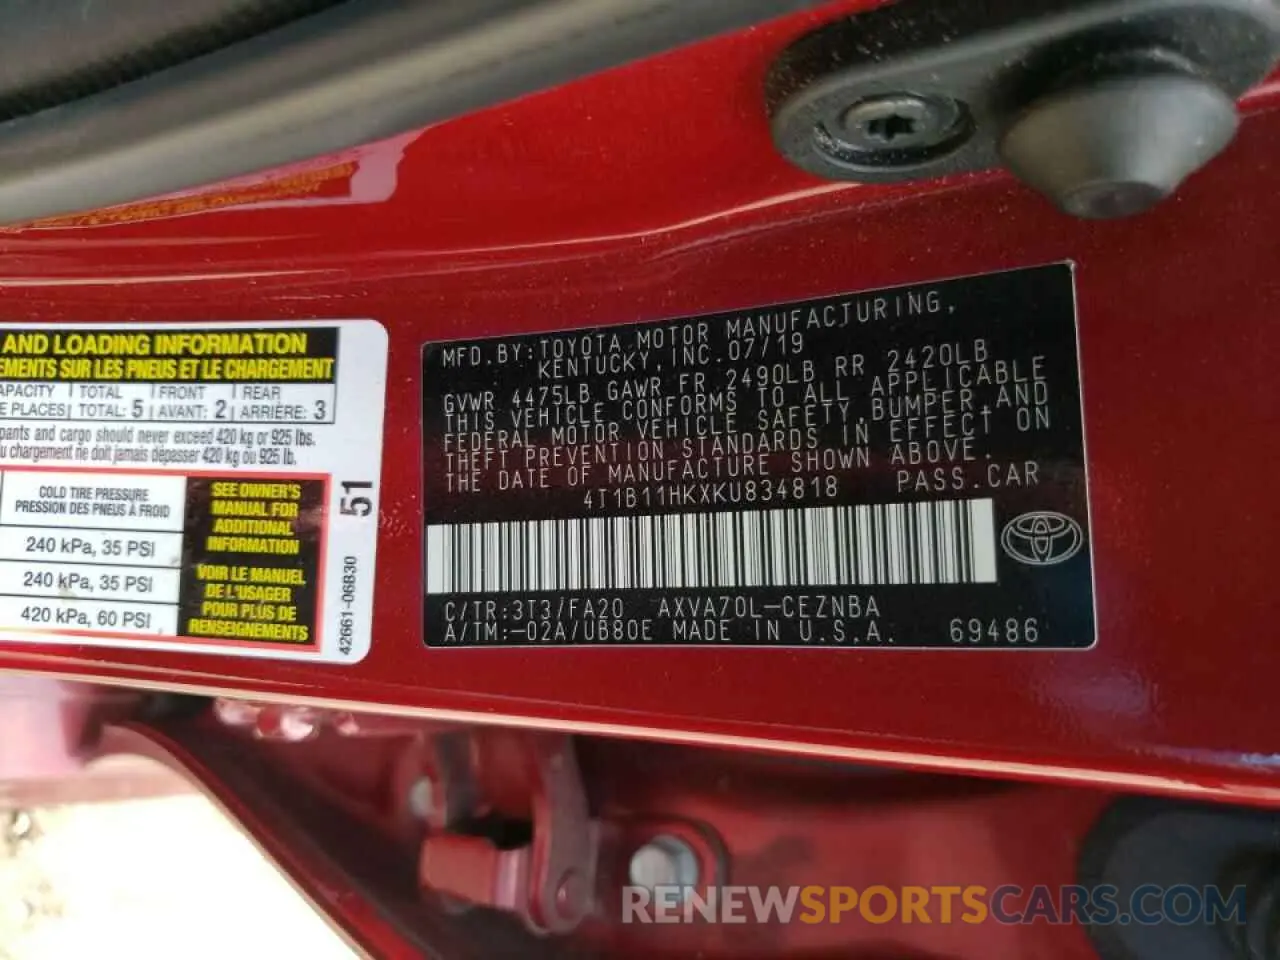 AND LOADING INFORMATION
EMENTS SUR LES PNEUS ET LE CHARGEMENT
APACITY | TOTAL | FRONT | REAR
E PLACES | TOTAL: 5 | AVANT: 2 | ARRIÈRE: 3
pants and cargo should never exceed 420 kg or 925 lbs.
u chargement ne doit jamais dépasser 420 kg ou 925 lb.
COLD TIRE PRESSURE
PRESSION DES PNEUS À FROID
240 kPa, 35 PSI
240 kPa, 35 PSI
420 kPa, 60 PSI
SEE OWNER'S
MANUAL FOR
ADDITIONAL
INFORMATION
VOIR LE MANUEL
DE L'USAGER
POUR PLUS DE
RENSEIGNEMENTS
51
42661-06B30
MFD. BY: TOYOTA MOTOR MANUFACTURING,
KENTUCKY, INC. 07/19
GVWR 4475LB GAWR FR 2490LB RR 2420LB
THIS VEHICLE CONFORMS TO ALL APPLICABLE
FEDERAL MOTOR VEHICLE SAFETY, BUMPER, AND
THEFT PREVENTION STANDARDS IN EFFECT ON
THE DATE OF MANUFACTURE SHOWN ABOVE.
4T1B11HKXKU834818 PASS. CAR
C/TR: 3T3/FA20 AXVA70L-CEZNBA
A/TM: -02A/UB80E MADE IN U.S.A. 69486
RENEWSPORTSCARS.COM